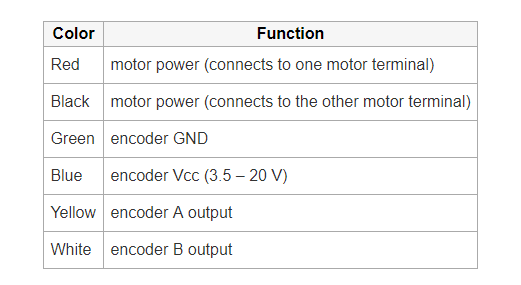 Color Function
Red motor power (connects to one motor terminal)
Black motor power (connects to the other motor terminal)
Green encoder GND
Blue encoder Vcc (3.5 – 20 V)
Yellow encoder A output
White encoder B output